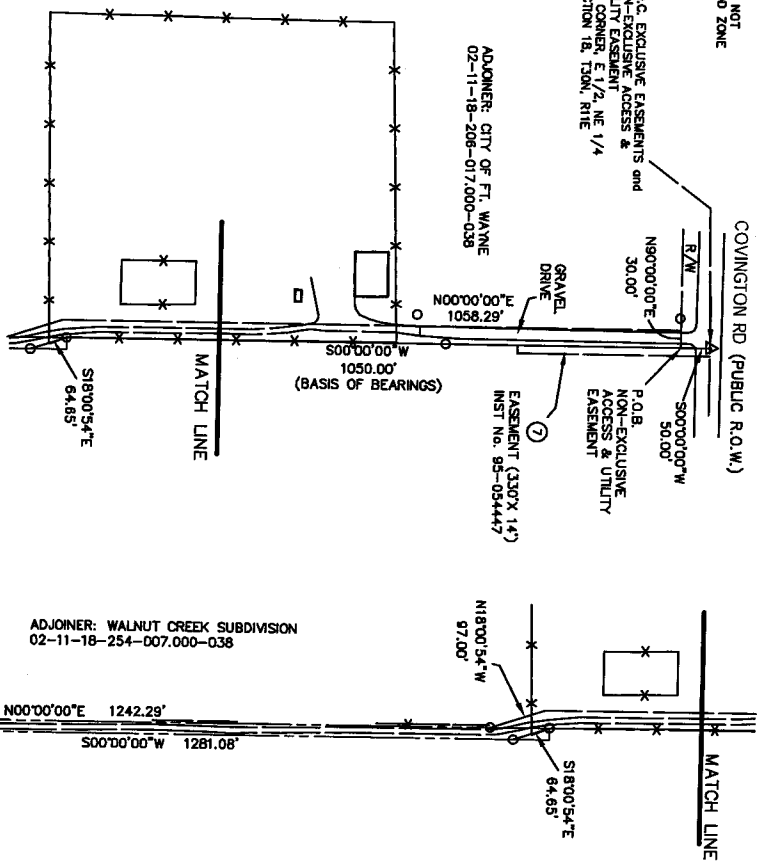 NOT
ZONE
EXCLUSIVE EASEMENTS and
NON-EXCLUSIVE ACCESS &
EASEMENT
CORNER, E 1/2, NE 1/4
SECTION 18, T30N, R11E
COVINGTON RD (PUBLIC R.O.W.)
R/W
N90°00'00"E
30.00'
S00°00'00"W
50.00'
P.O.B.
NON-EXCLUSIVE
ACCESS & UTILITY
EASEMENT
ADJOINER: CITY OF FT. WAYNE
02-11-18-206-017.000-038
GRAVEL
DRIVE
N00°00'00"E
1058.29'
7
EASEMENT (330'X 14')
INST No. 95-054447
S00°00'00"W
1050.00'
(BASIS OF BEARINGS)
MATCH LINE
S18°00'54"E
64.65'
ADJOINER: WALNUT CREEK SUBDIVISION
02-11-18-254-007.000-038
N18°00'54"W
97.00'
MATCH LINE
S18°00'54"E
64.65'
N00°00'00"E 1242.29'
S00°00'00"W 1281.08'